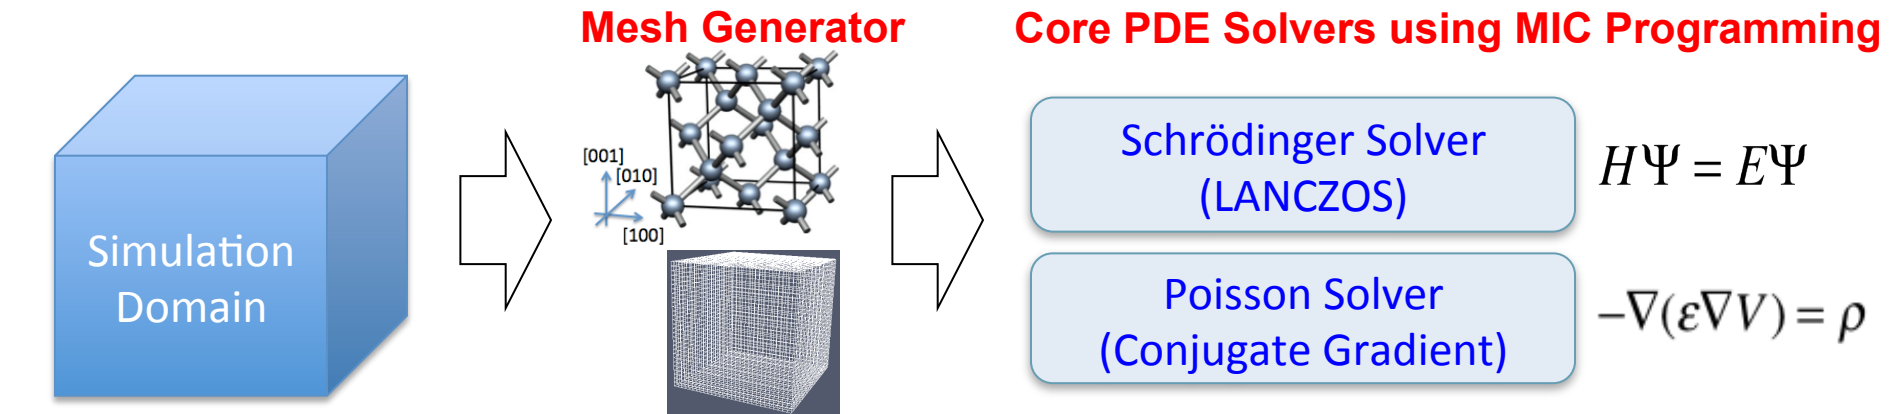 Mesh Generator
Core PDE Solvers using MIC Programming
Simulation
Domain
[001]
[010]
[100]
Schrödinger Solver
(LANCZOS)
HΨ = EΨ
Poisson Solver
(Conjugate Gradient)
−∇(ε∇V) = ρ